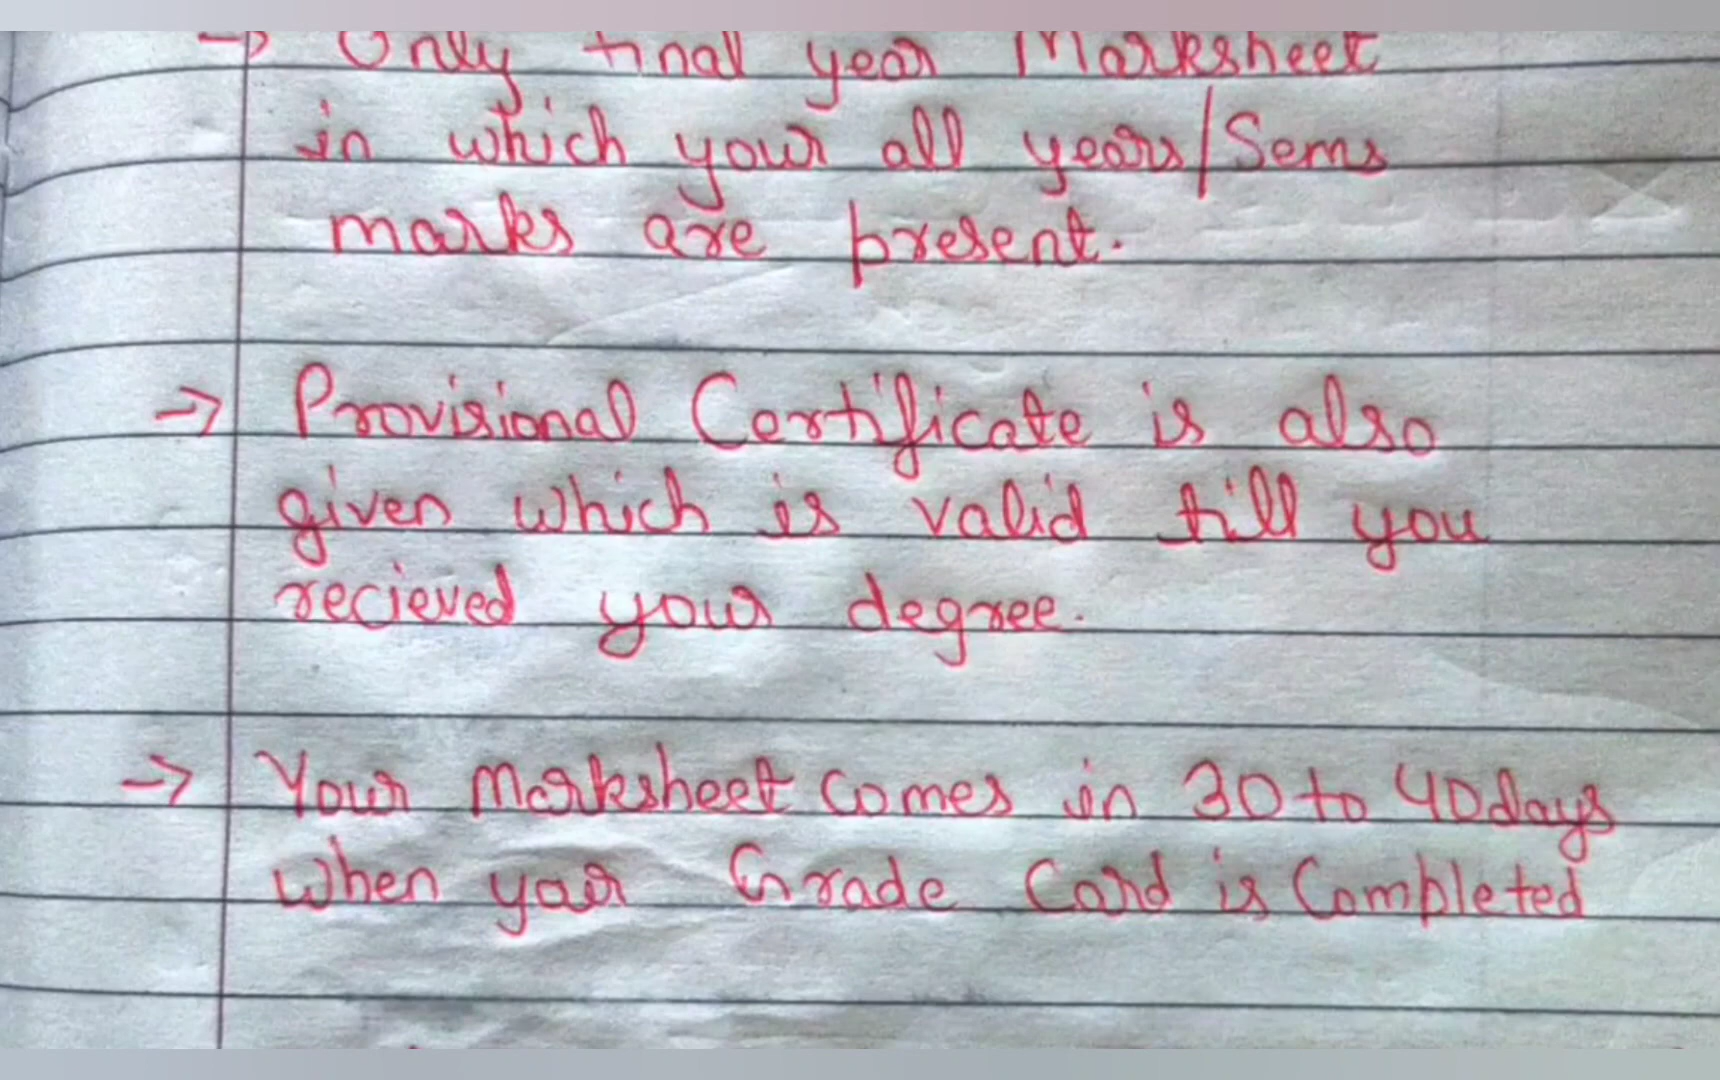 → Only final year Marksheet
in which your all years/Sems
marks are present.
→ Provisional Certificate is also
given which is valid till you
recieved your degree.
→ Your Marksheet comes in 30 to 40 days
when your Grade Card is Completed